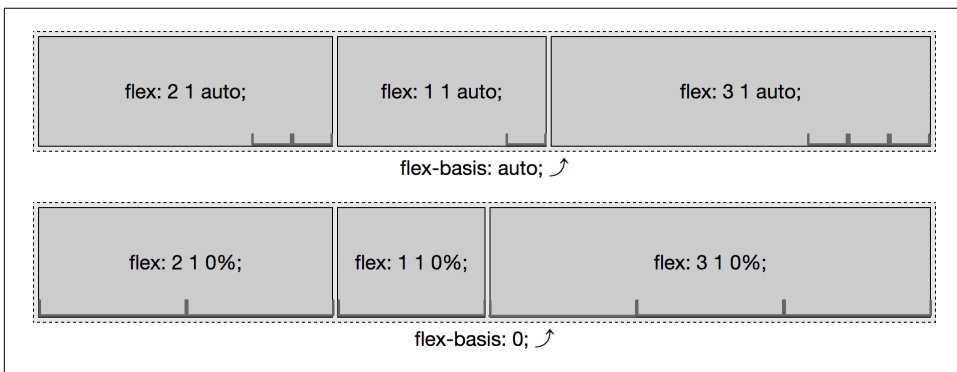 flex: 2 1 auto; flex: 1 1 auto; flex: 3 1 auto;
flex-basis: auto; ⤴
flex: 2 1 0%; flex: 1 1 0%; flex: 3 1 0%;
flex-basis: 0; ⤴